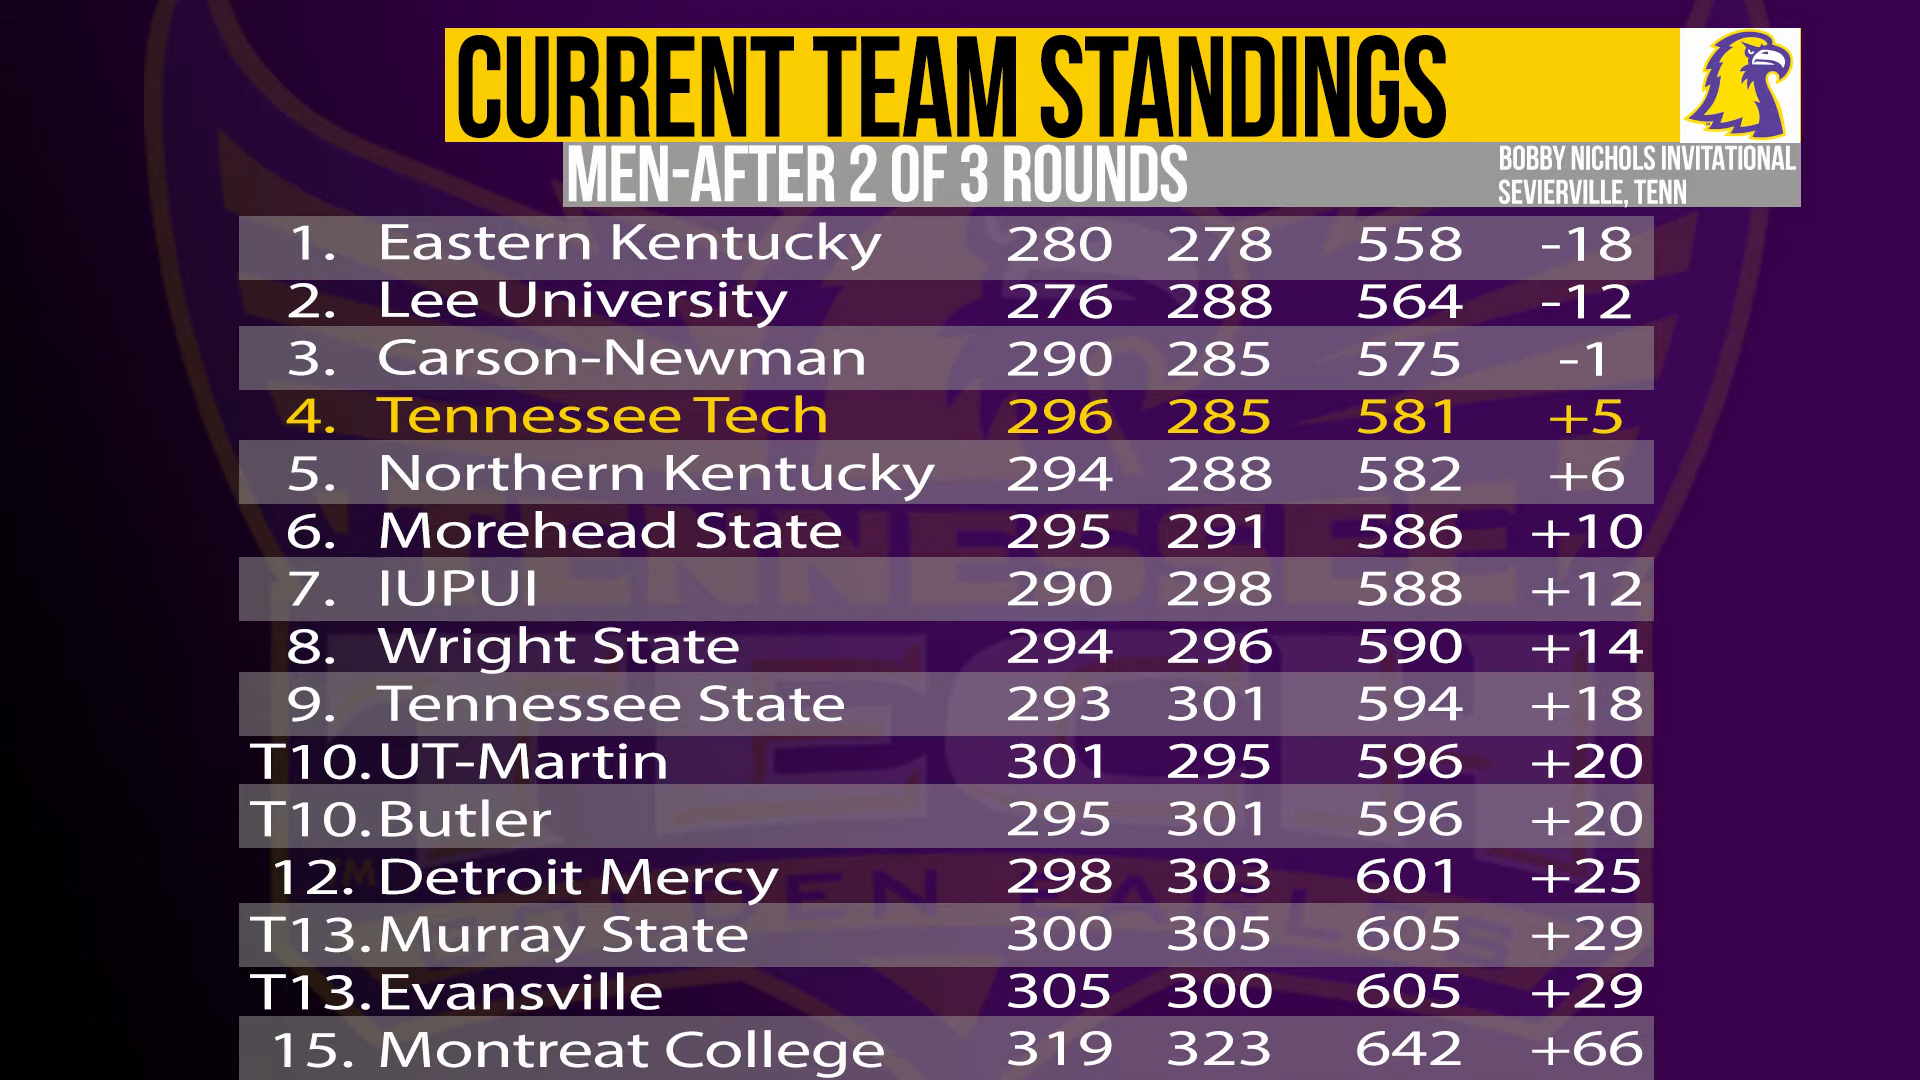 CURRENT TEAM STANDINGS
MEN-AFTER 2 OF 3 ROUNDS
BOBBY NICHOLS INVITATIONAL
SEVIERVILLE, TENN
1. Eastern Kentucky 280 278 558 -18
2. Lee University 276 288 564 -12
3. Carson-Newman 290 285 575 -1
4. Tennessee Tech 296 285 581 +5
5. Northern Kentucky 294 288 582 +6
6. Morehead State 295 291 586 +10
7. IUPUI 290 298 588 +12
8. Wright State 294 296 590 +14
9. Tennessee State 293 301 594 +18
T10. UT-Martin 301 295 596 +20
T10. Butler 295 301 596 +20
12. Detroit Mercy 298 303 601 +25
T13. Murray State 300 305 605 +29
T13. Evansville 305 300 605 +29
15. Montreat College 319 323 642 +66
TENNESSEE
TECH
GOLDEN EAGLES
TM